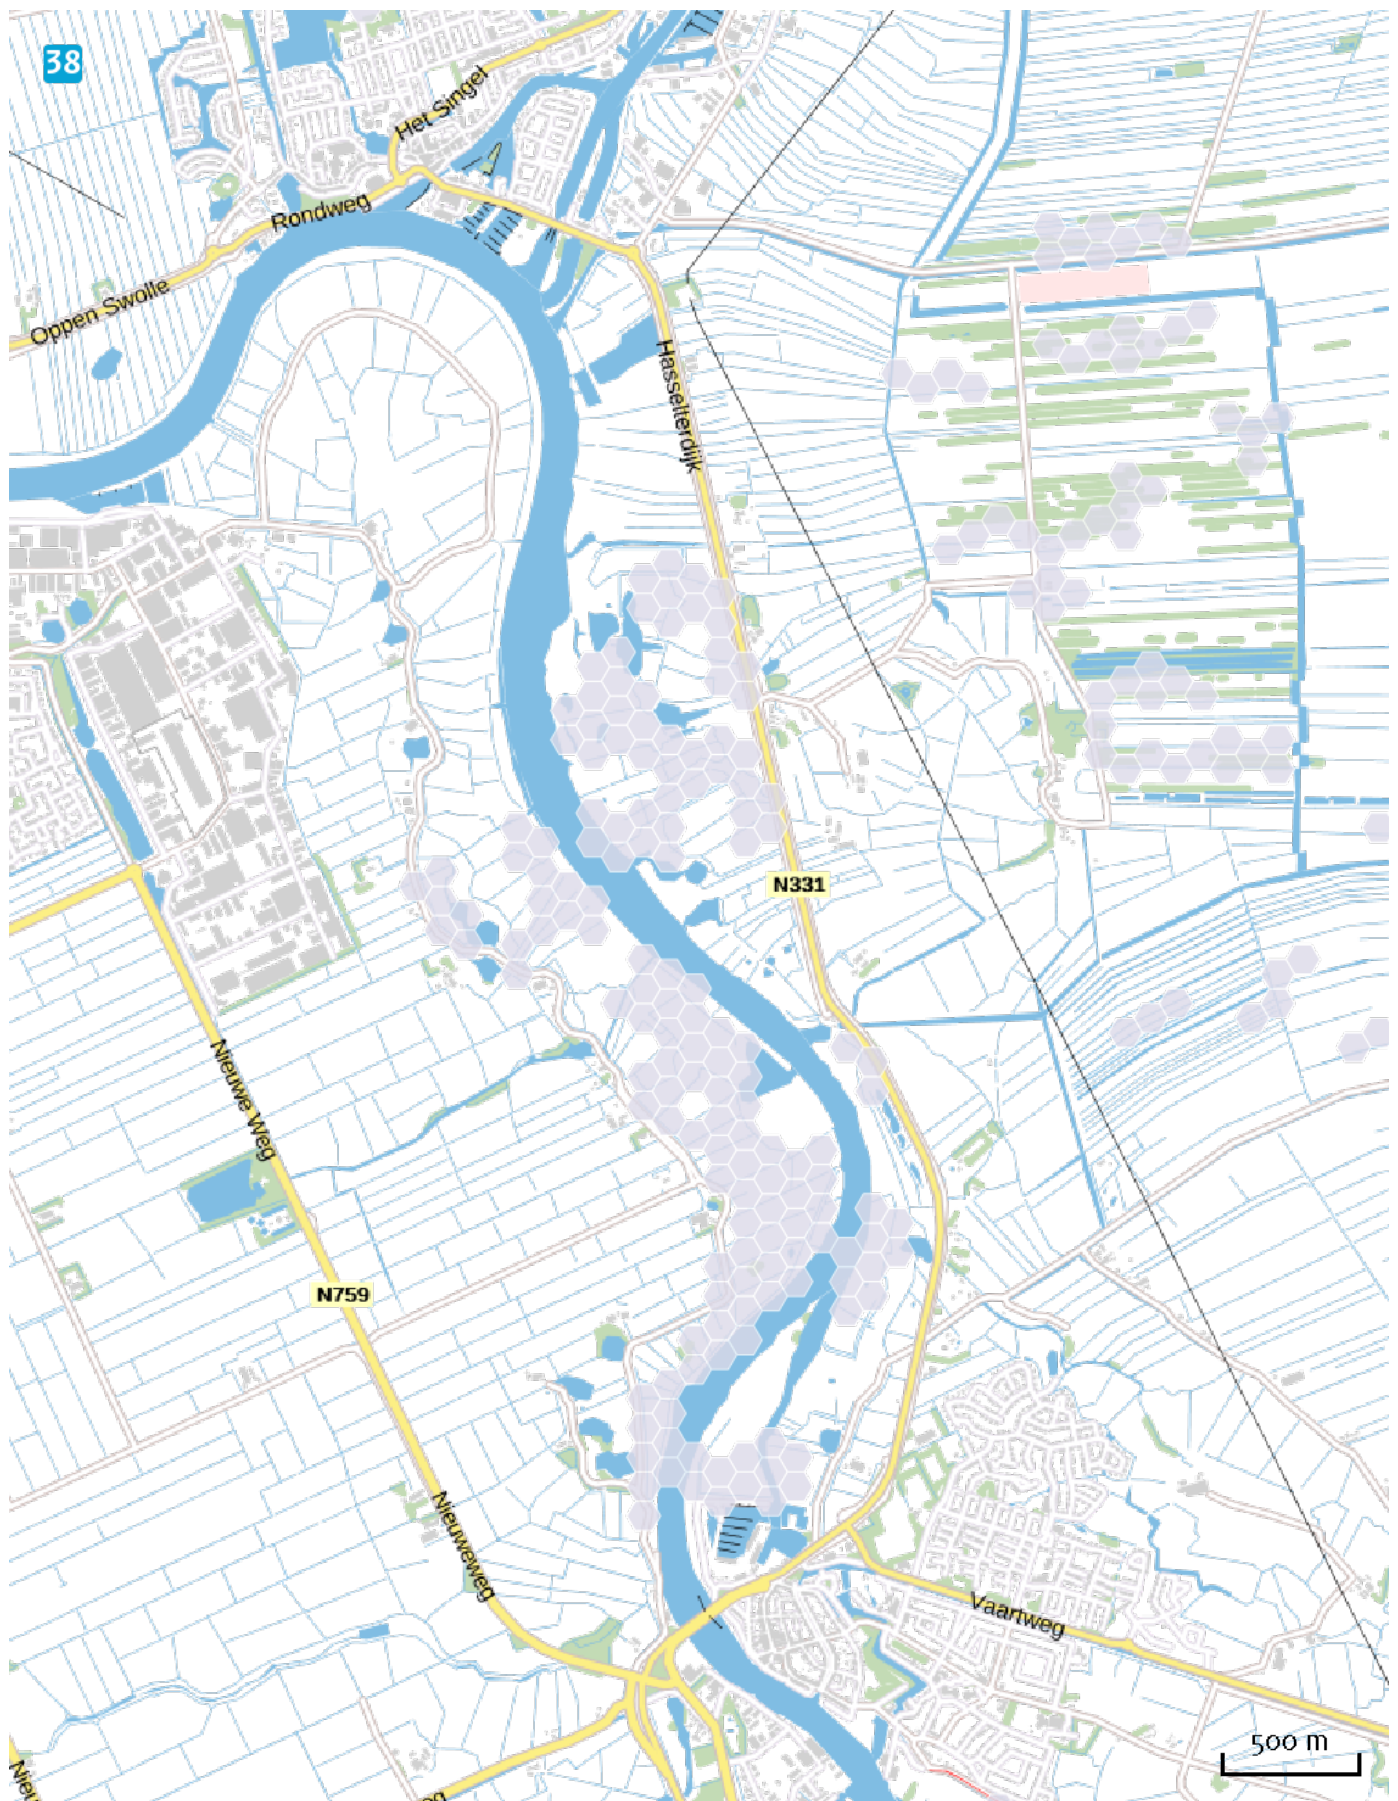 38
Het Singel
Rondweg
Oppen Swolle
Hasselterdijk
N331
Nieuwe Weg
N759
Nieuweweg
Vaartweg
500 m